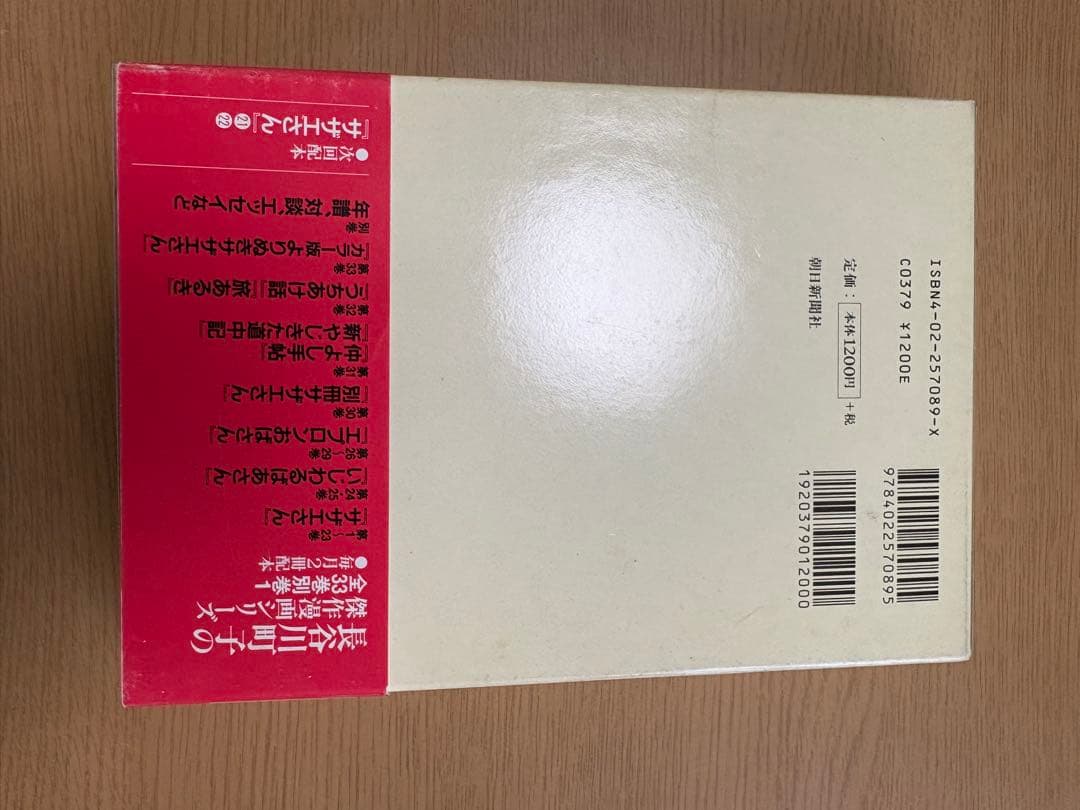 ISBN4-02-257089-X
C0379 ¥1200E
定価：本体1200円＋税
朝日新聞社
9784022570895
1920379012000
長谷川町子の
傑作漫画シリーズ
全33巻別巻1
●毎月2冊配本
第1〜23巻
『サザエさん』
第24・25巻
『いじわるばあさん』
第26〜29巻
『エプロンおばさん』
第30巻
『別冊サザエさん』
第31巻
『仲よし手帖』
『新やじきた道中記』
第32巻
『うちあけ話』『旅あるき』
第33巻
『カラー版よりぬきサザエさん』
別巻
年譜、対談、エッセイなど
●次回配本
『サザエさん』㉑㉒